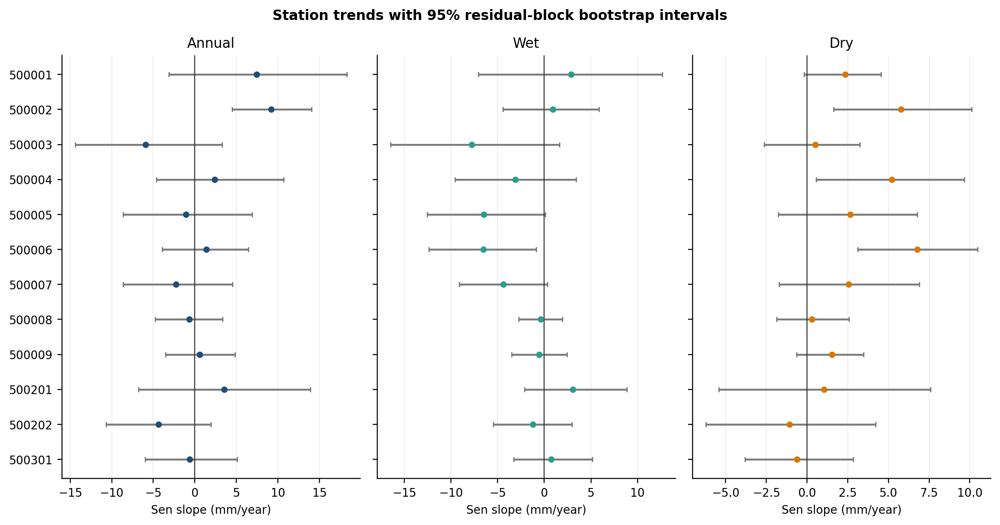 Station trends with 95% residual-block bootstrap intervals
Annual
Wet
Dry
500001
500002
500003
500004
500005
500006
500007
500008
500009
500201
500202
500301
−15 −10 −5 0 5 10 15
−15 −10 −5 0 5 10
−5.0 −2.5 0.0 2.5 5.0 7.5 10.0
Sen slope (mm/year)
Sen slope (mm/year)
Sen slope (mm/year)